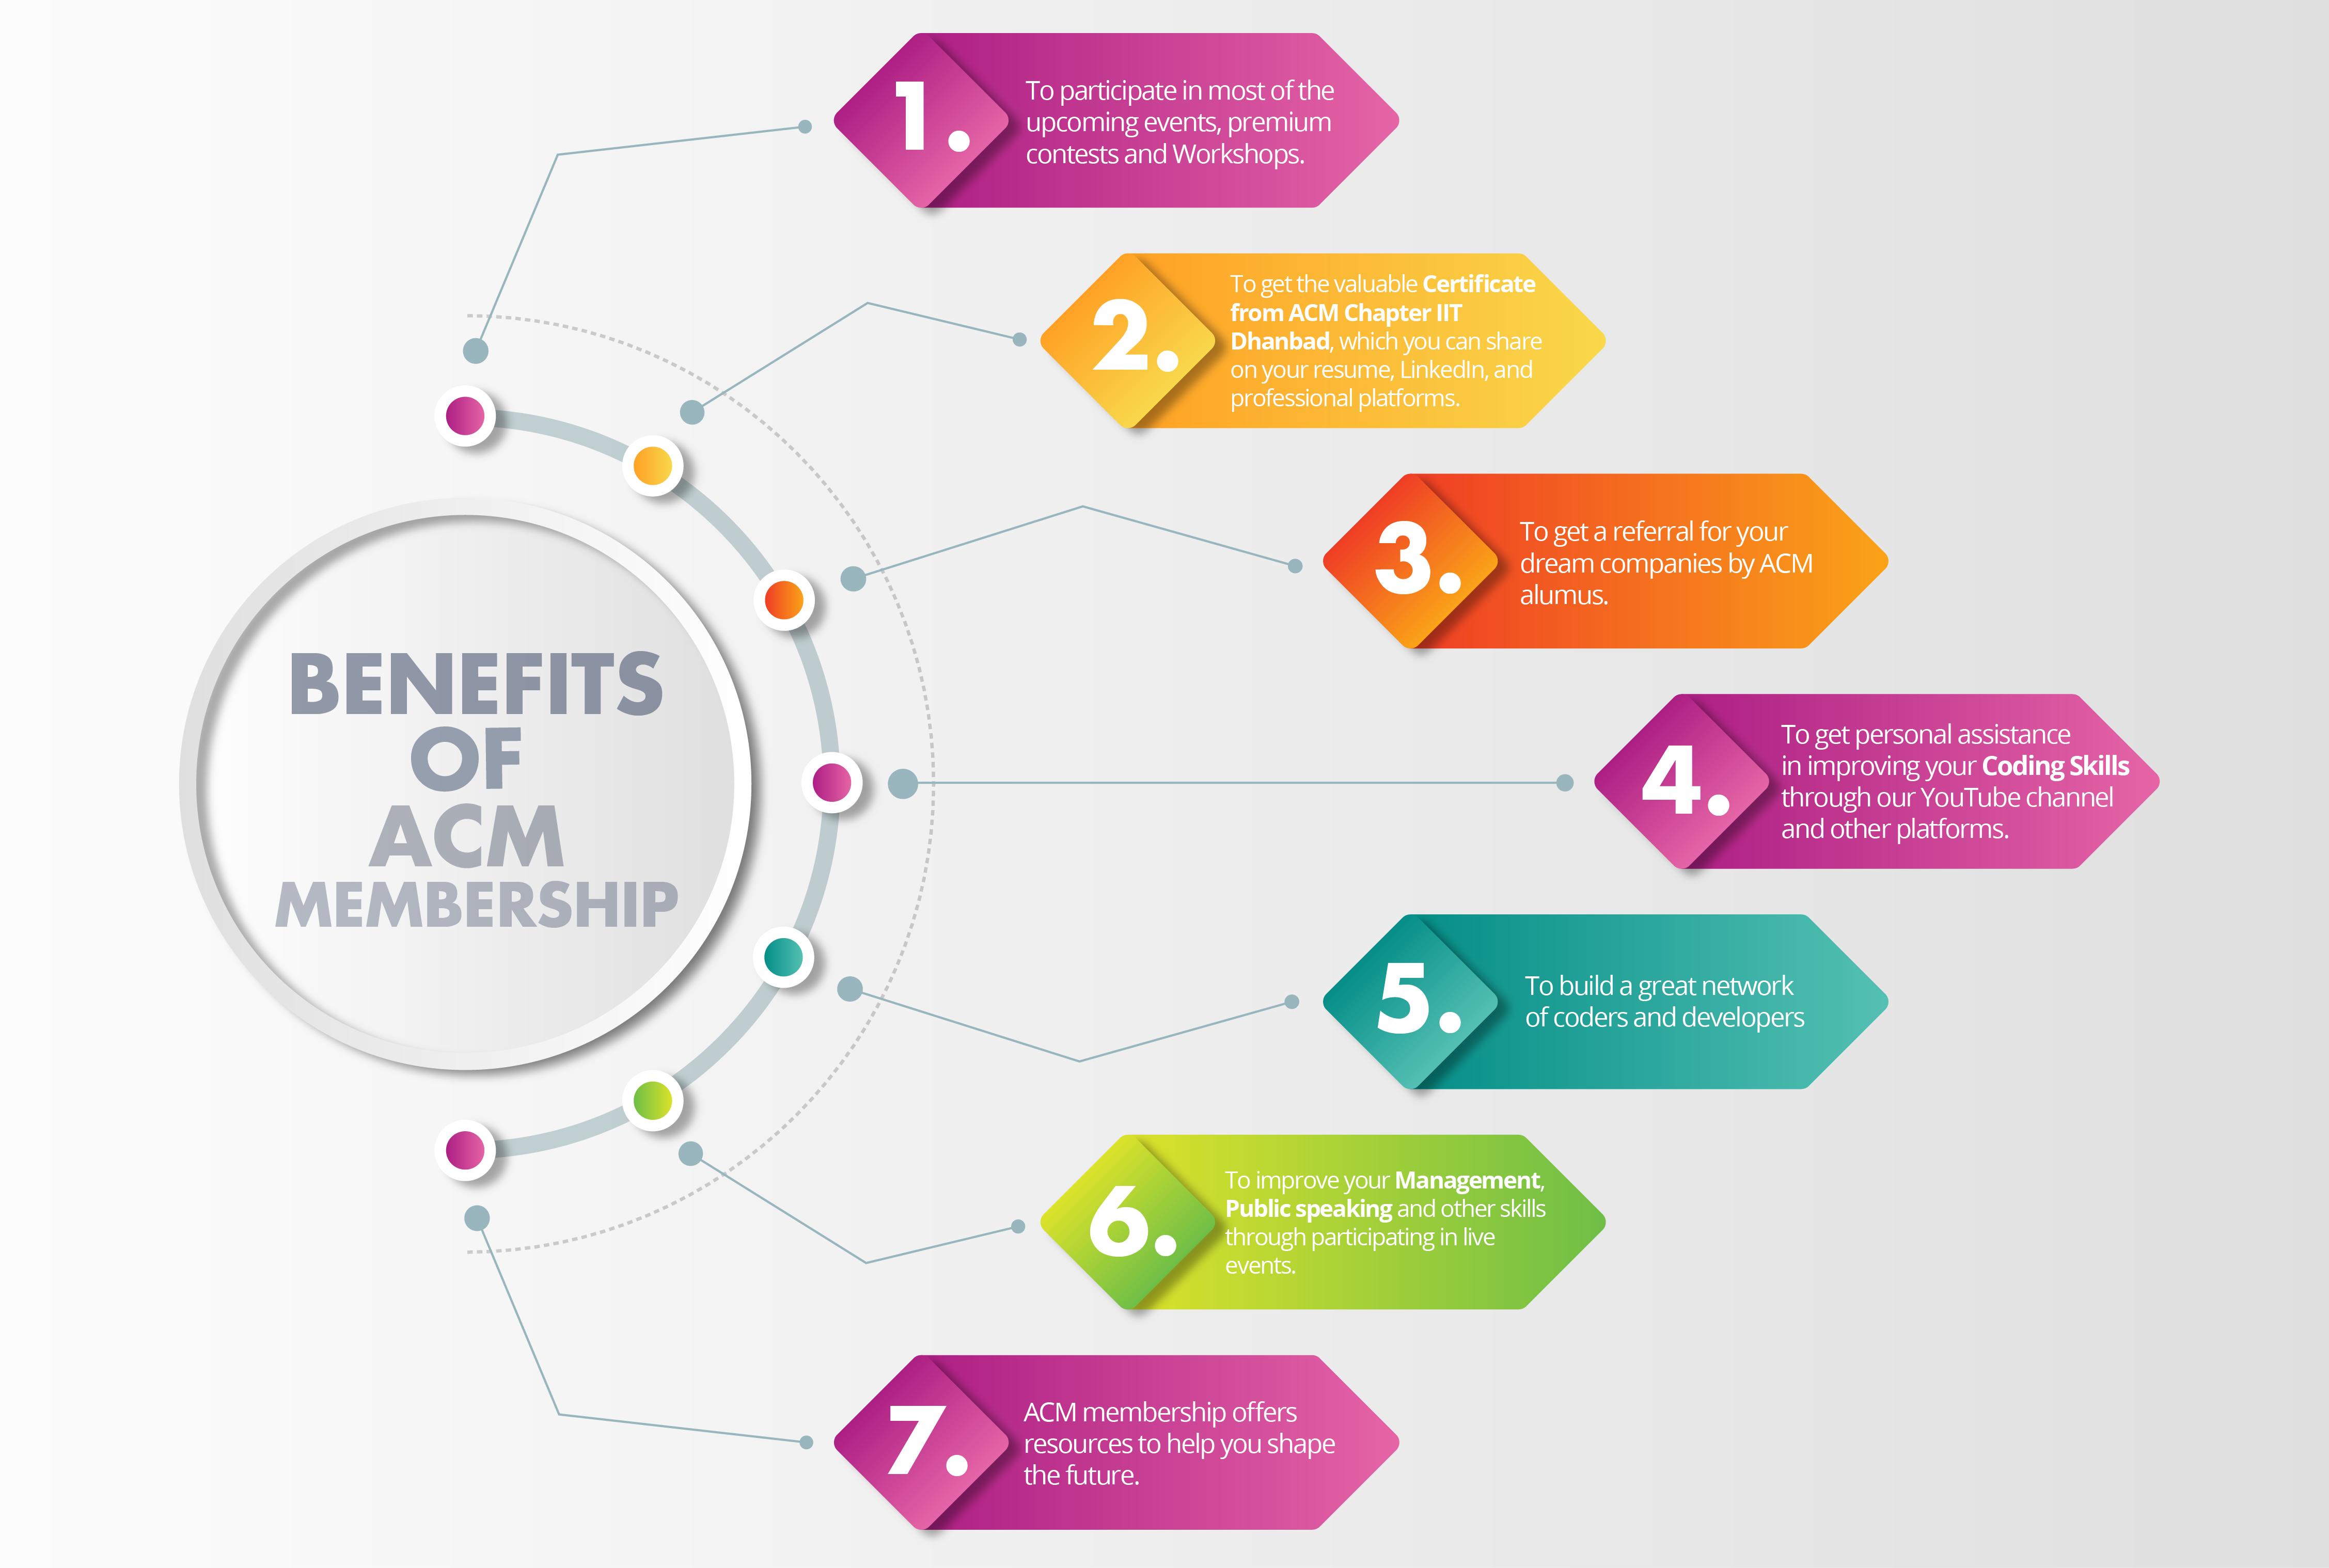 BENEFITS
OF
ACM
MEMBERSHIP
1.
To participate in most of the
upcoming events, premium
contests and Workshops.
2.
To get the valuable Certificate
from ACM Chapter IIT
Dhanbad, which you can share
on your resume, LinkedIn, and
professional platforms.
3.
To get a referral for your
dream companies by ACM
alumus.
4.
To get personal assistance
in improving your Coding Skills
through our YouTube channel
and other platforms.
5.
To build a great network
of coders and developers
6.
To improve your Management,
Public speaking and other skills
through participating in live
events.
7.
ACM membership offers
resources to help you shape
the future.